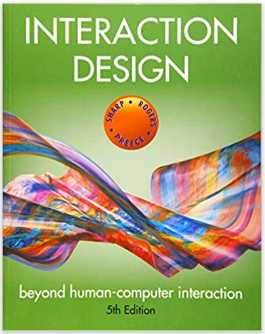 INTERACTION
DESIGN
SHARP • ROGERS •
PREECE •
beyond human-computer interaction
5th Edition